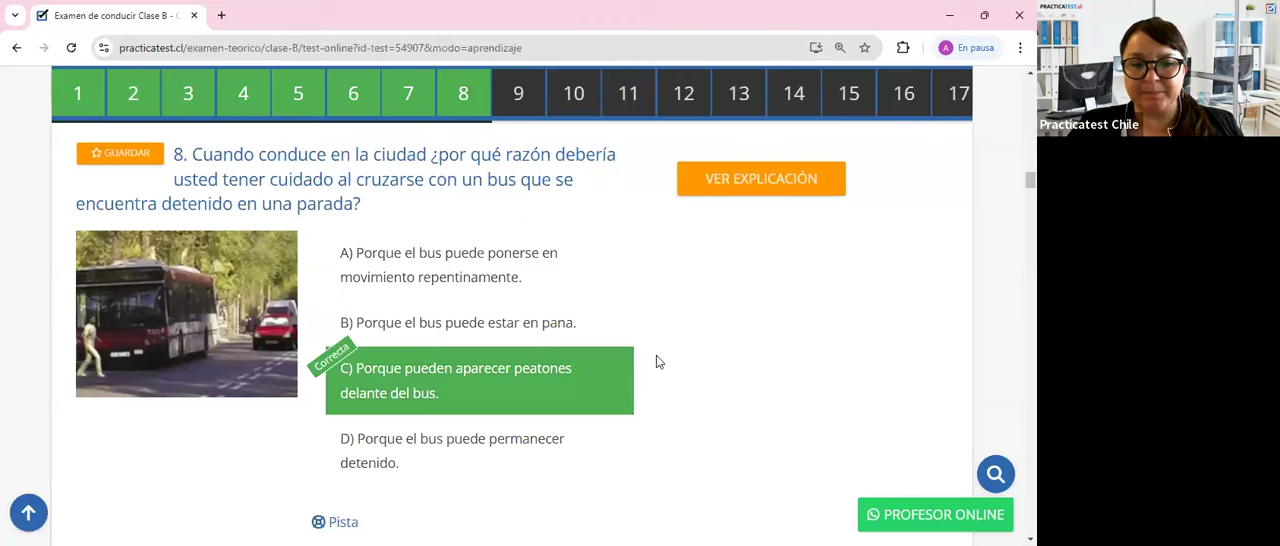 Examen de conducir Clase B - C
practicatest.cl/examen-teorico/clase-B/test-online?id-test=54907&modo=aprendizaje
A
En pausa
PRACTICATEST.cl
Practicatest Chile
1 2 3 4 5 6 7 8 9 10 11 12 13 14 15 16 17
GUARDAR
8. Cuando conduce en la ciudad ¿por qué razón debería
usted tener cuidado al cruzarse con un bus que se
encuentra detenido en una parada?
VER EXPLICACIÓN
A) Porque el bus puede ponerse en
movimiento repentinamente.
B) Porque el bus puede estar en pana.
Correcta
C) Porque pueden aparecer peatones
delante del bus.
D) Porque el bus puede permanecer
detenido.
Pista
PROFESOR ONLINE